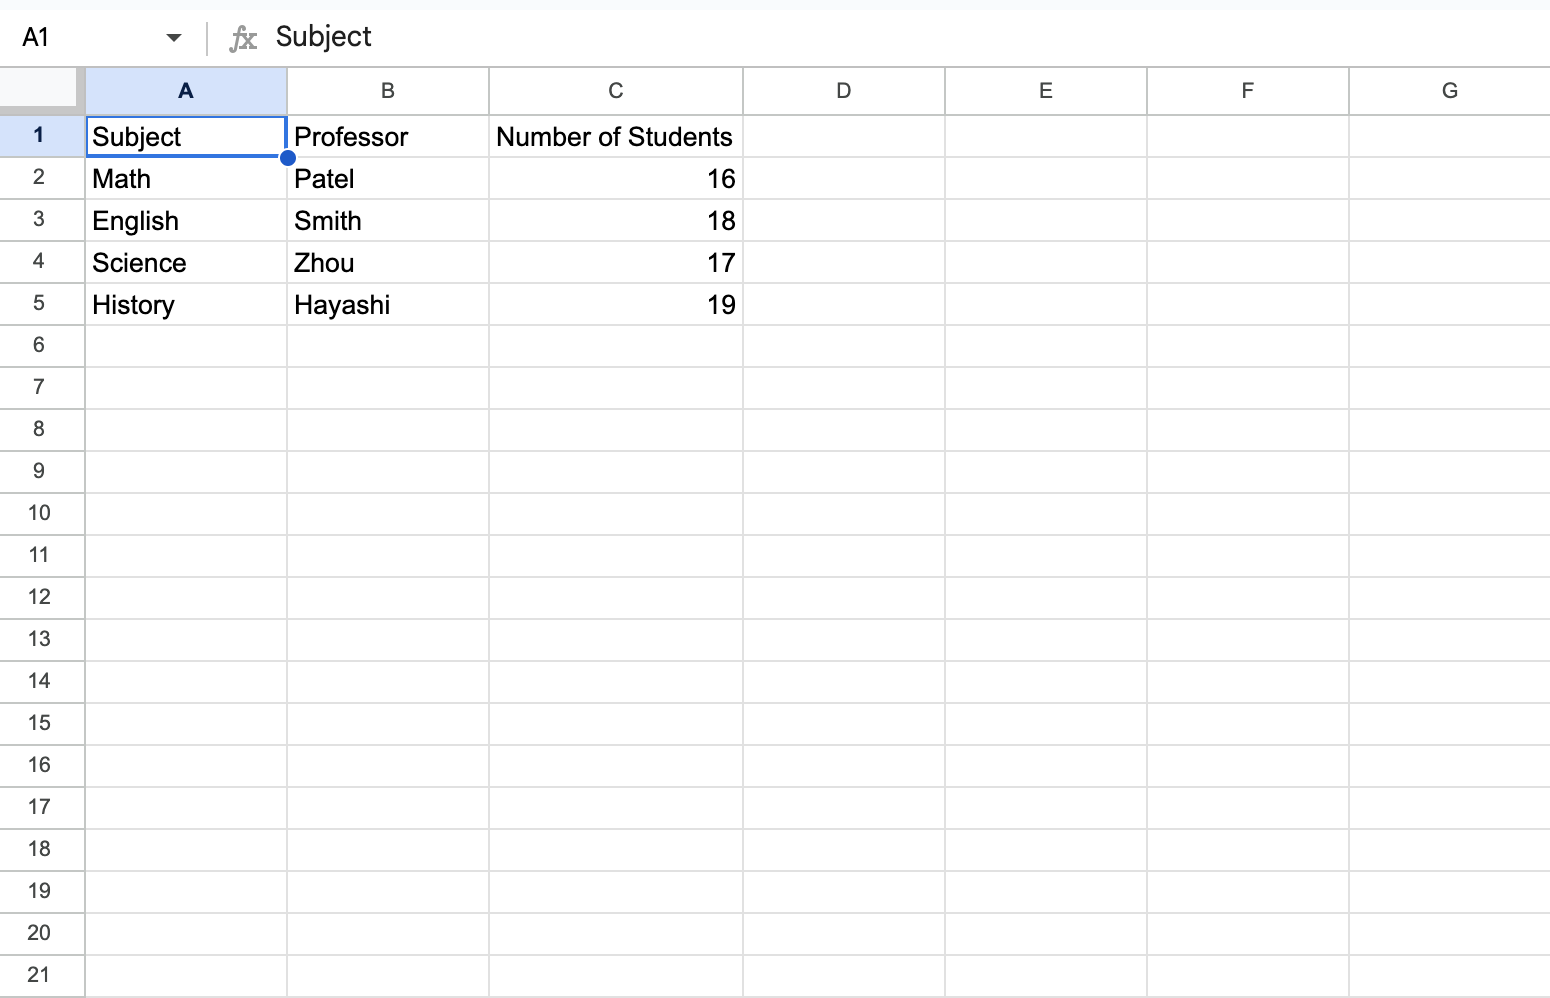 A1 fx Subject
A B C D E F G
1 Subject Professor Number of Students
2 Math Patel 16
3 English Smith 18
4 Science Zhou 17
5 History Hayashi 19
6
7
8
9
10
11
12
13
14
15
16
17
18
19
20
21